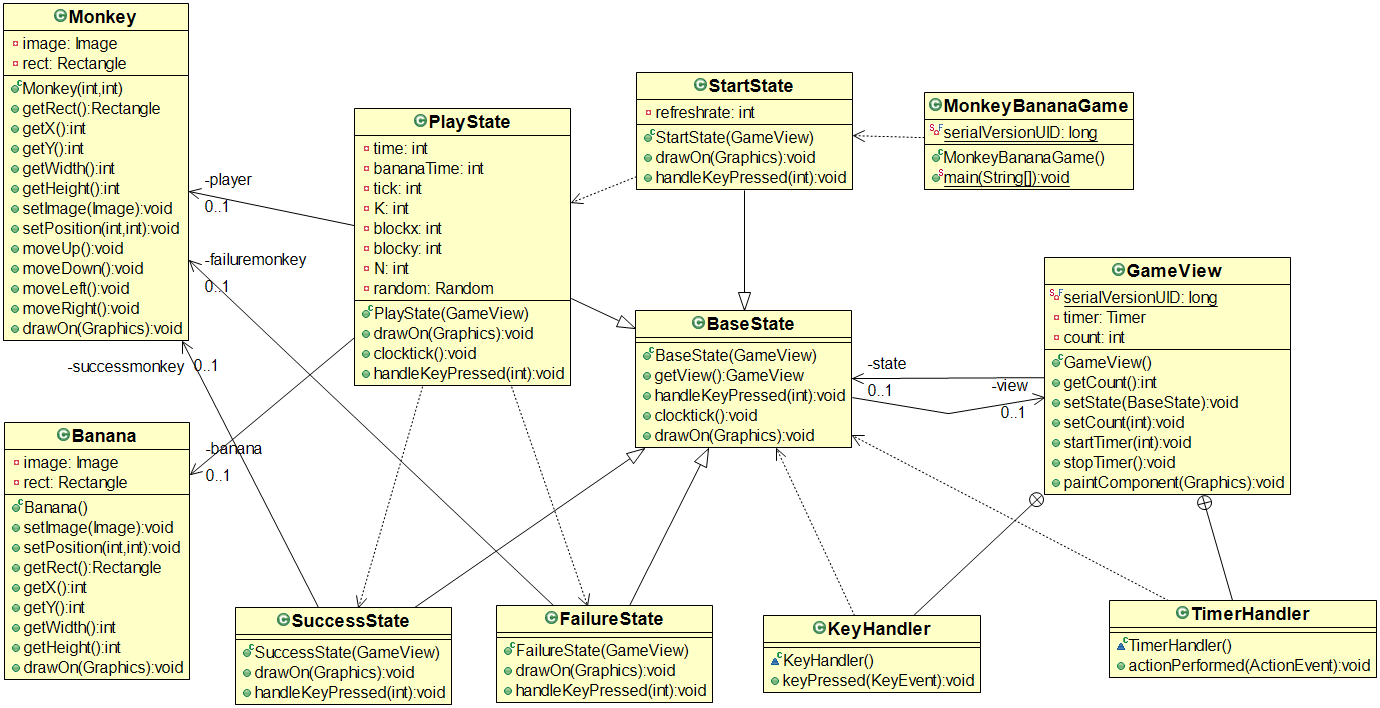 Monkey
image: Image
rect: Rectangle
Monkey(int,int)
getRect():Rectangle
getX():int
getY():int
getWidth():int
getHeight():int
setImage(Image):void
setPosition(int,int):void
moveUp():void
moveDown():void
moveLeft():void
moveRight():void
drawOn(Graphics):void
-player
0..1
-failuremonkey
0..1
-successmonkey
0..1
Banana
image: Image
rect: Rectangle
Banana()
setImage(Image):void
setPosition(int,int):void
getRect():Rectangle
getX():int
getY():int
getWidth():int
getHeight():int
drawOn(Graphics):void
-banana
0..1
PlayState
time: int
bananaTime: int
tick: int
K: int
blockx: int
blocky: int
N: int
random: Random
PlayState(GameView)
drawOn(Graphics):void
clocktick():void
handleKeyPressed(int):void
StartState
refreshrate: int
StartState(GameView)
drawOn(Graphics):void
handleKeyPressed(int):void
MonkeyBananaGame
serialVersionUID: long
MonkeyBananaGame()
main(String[]):void
BaseState
BaseState(GameView)
getView():GameView
handleKeyPressed(int):void
clocktick():void
drawOn(Graphics):void
-state
0..1
-view
0..1
GameView
serialVersionUID: long
timer: Timer
count: int
GameView()
getCount():int
setState(BaseState):void
setCount(int):void
startTimer(int):void
stopTimer():void
paintComponent(Graphics):void
SuccessState
SuccessState(GameView)
drawOn(Graphics):void
handleKeyPressed(int):void
FailureState
FailureState(GameView)
drawOn(Graphics):void
handleKeyPressed(int):void
KeyHandler
KeyHandler()
keyPressed(KeyEvent):void
TimerHandler
TimerHandler()
actionPerformed(ActionEvent):void